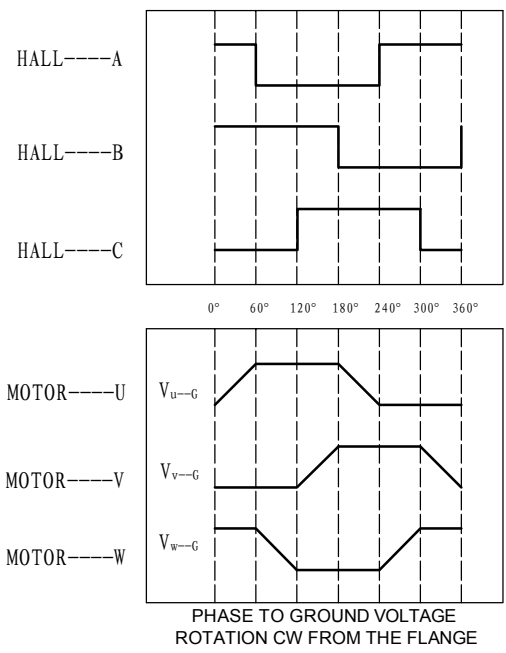 HALL----A
HALL----B
HALL----C
0° 60° 120° 180° 240° 300° 360°
MOTOR----U Vu--G
MOTOR----V Vv--G
MOTOR----W Vw--G
PHASE TO GROUND VOLTAGE
ROTATION CW FROM THE FLANGE